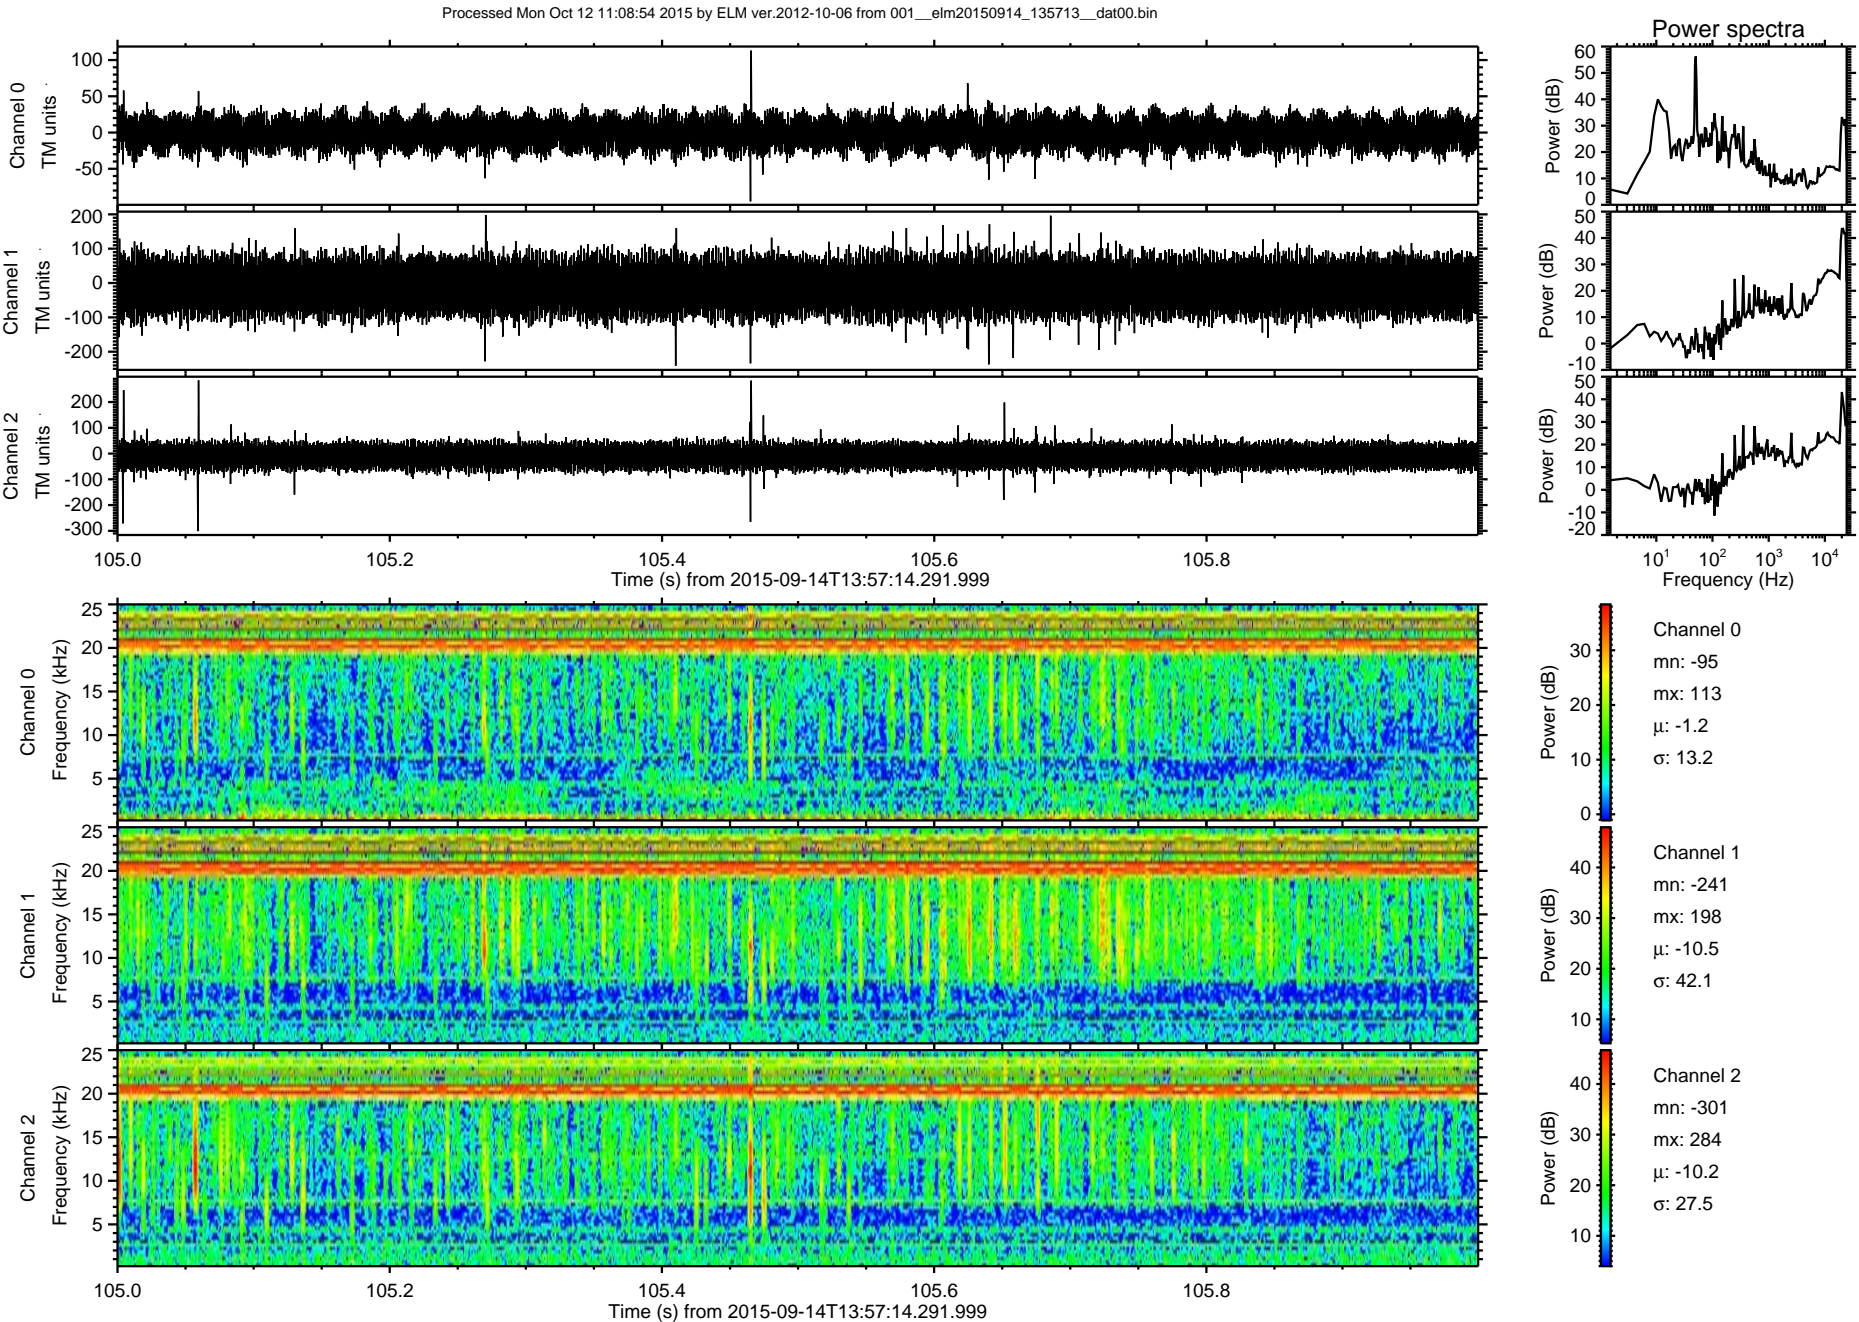 Processed Mon Oct 12 11:08:54 2015 by ELM ver.2012-10-06 from 001__elm20150914_135713__dat00.bin
Power spectra
Channel 0
TM units
100
50
0
-50
Power (dB)
60
50
40
30
20
10
0
Channel 1
TM units
200
100
0
-100
-200
Power (dB)
50
40
30
20
10
0
-10
Channel 2
TM units
200
100
0
-100
-200
-300
Power (dB)
50
40
30
20
10
0
-10
-20
105.0 105.2 105.4 105.6 105.8
Time (s) from 2015-09-14T13:57:14.291.999
10^1 10^2 10^3 10^4
Frequency (Hz)
Channel 0
Frequency (kHz)
25
20
15
10
5
Power (dB)
30
20
10
0
Channel 0
mn: -95
mx: 113
μ: -1.2
σ: 13.2
Channel 1
Frequency (kHz)
25
20
15
10
5
Power (dB)
40
30
20
10
Channel 1
mn: -241
mx: 198
μ: -10.5
σ: 42.1
Channel 2
Frequency (kHz)
25
20
15
10
5
Power (dB)
40
30
20
10
Channel 2
mn: -301
mx: 284
μ: -10.2
σ: 27.5
105.0 105.2 105.4 105.6 105.8
Time (s) from 2015-09-14T13:57:14.291.999